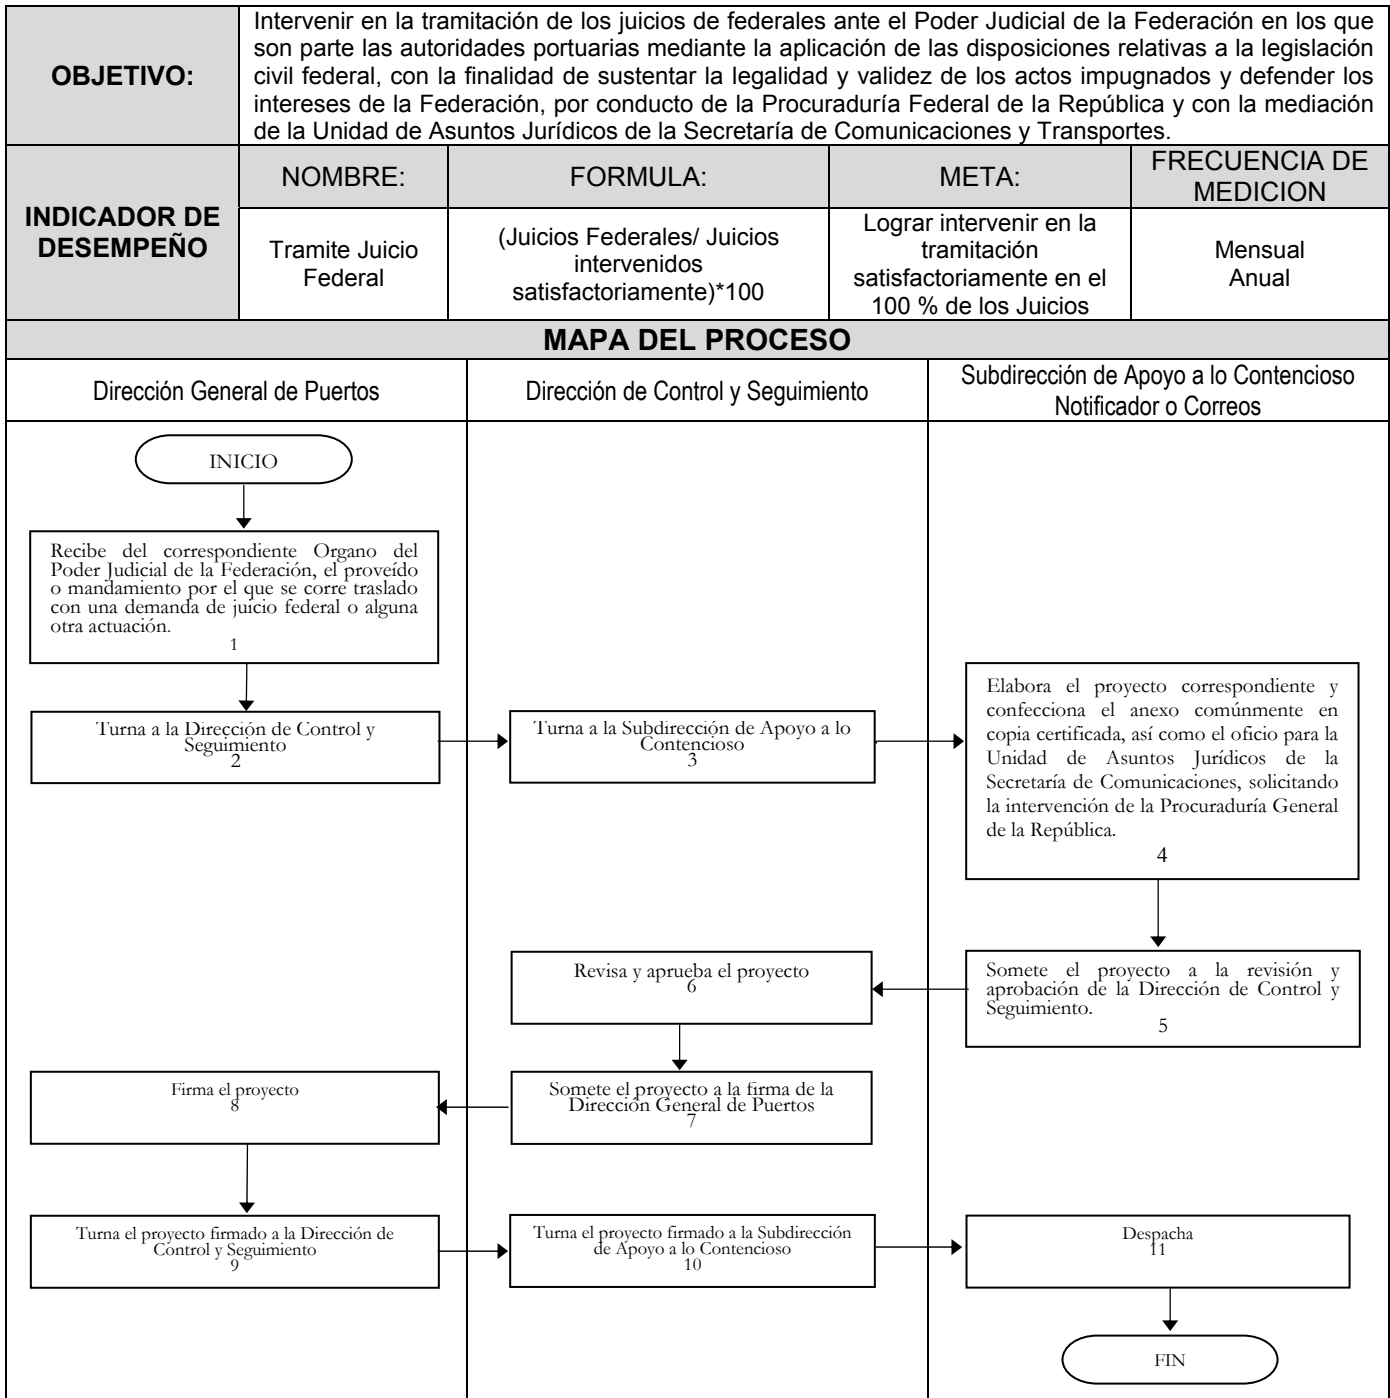 OBJETIVO:
Intervenir en la tramitación de los juicios de federales ante el Poder Judicial de la Federación en los que
son parte las autoridades portuarias mediante la aplicación de las disposiciones relativas a la legislación
civil federal, con la finalidad de sustentar la legalidad y validez de los actos impugnados y defender los
intereses de la Federación, por conducto de la Procuraduría Federal de la República y con la mediación
de la Unidad de Asuntos Jurídicos de la Secretaría de Comunicaciones y Transportes.
INDICADOR DE
DESEMPEÑO
NOMBRE:
FORMULA:
META:
FRECUENCIA DE
MEDICION
Tramite Juicio
Federal
(Juicios Federales/ Juicios
intervenidos
satisfactoriamente)*100
Lograr intervenir en la
tramitación
satisfactoriamente en el
100 % de los Juicios
Mensual
Anual
MAPA DEL PROCESO
Dirección General de Puertos
Dirección de Control y Seguimiento
Subdirección de Apoyo a lo Contencioso
Notificador o Correos
INICIO
Recibe del correspondiente Organo del
Poder Judicial de la Federación, el proveído
o mandamiento por el que se corre traslado
con una demanda de juicio federal o alguna
otra actuación.
1
Turna a la Dirección de Control y
Seguimiento
2
Turna a la Subdirección de Apoyo a lo
Contencioso
3
Elabora el proyecto correspondiente y
confecciona el anexo comúnmente en
copia certificada, así como el oficio para la
Unidad de Asuntos Jurídicos de la
Secretaría de Comunicaciones, solicitando
la intervención de la Procuraduría General
de la República.
4
Somete el proyecto a la revisión y
aprobación de la Dirección de Control y
Seguimiento.
5
Revisa y aprueba el proyecto
6
Somete el proyecto a la firma de la
Dirección General de Puertos
7
Firma el proyecto
8
Turna el proyecto firmado a la Dirección de
Control y Seguimiento
9
Turna el proyecto firmado a la Subdirección
de Apoyo a lo Contencioso
10
Despacha
11
FIN